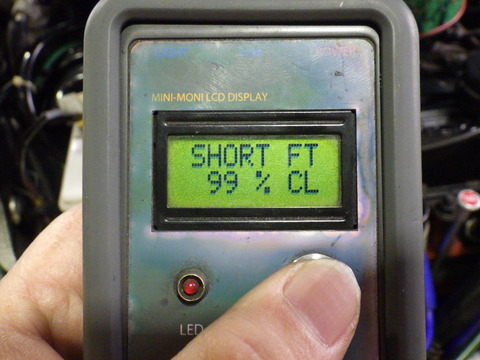 MINI-MONI LCD DISPLAY
SHORT FT
99 % CL
LED